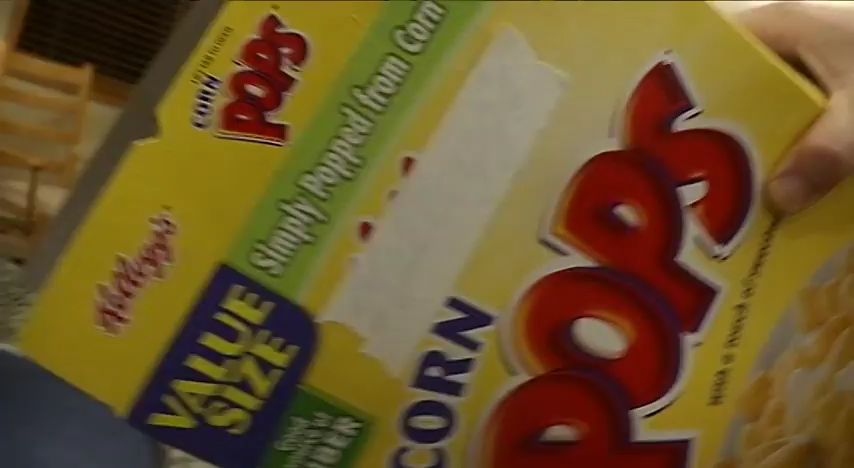 CORN
POPS
Simply Popped from Corn
Kellogg's
VALUE
SIZE
CORN
POPS